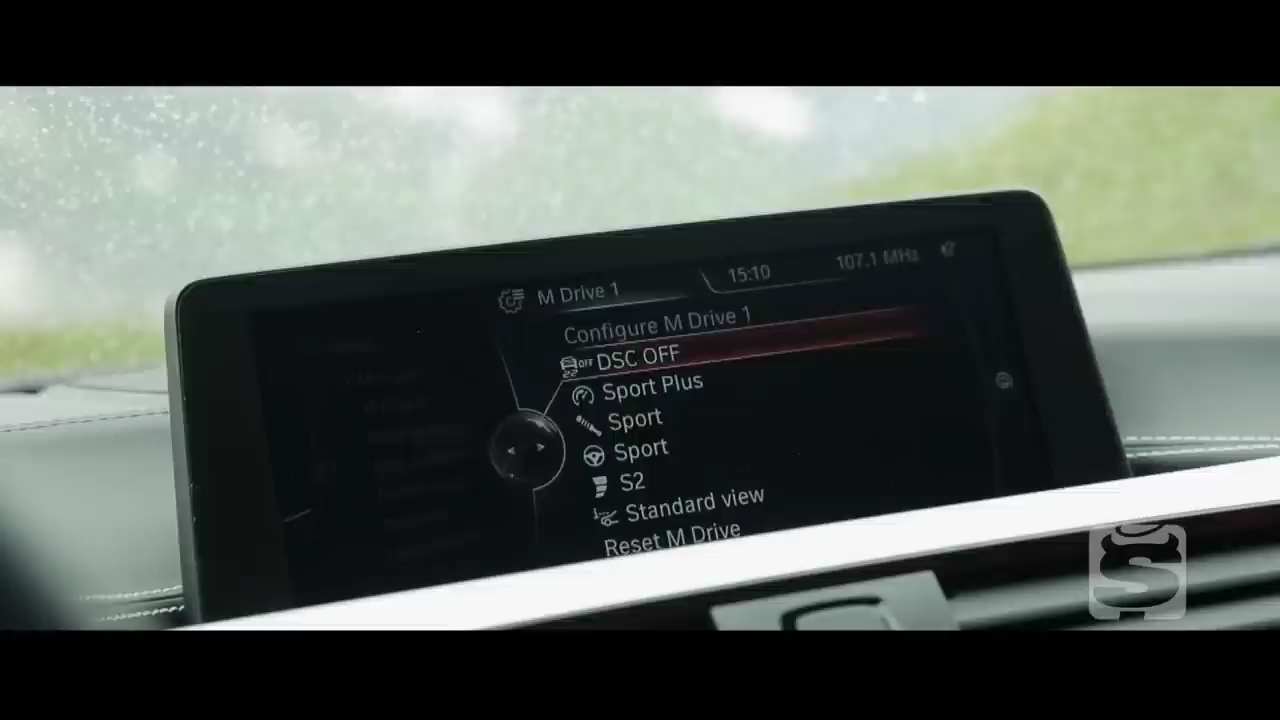 M Drive 1
15:10
107.1 MHz
Configure M Drive 1
OFF DSC OFF
Sport Plus
Sport
Sport
S2
Standard view
Reset M Drive
S